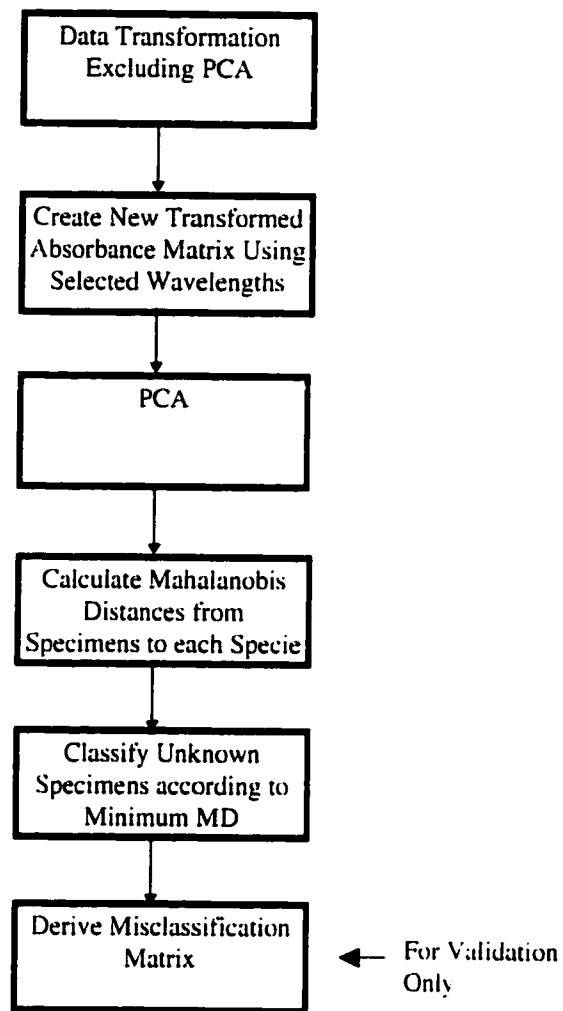 Data Transformation
Excluding PCA
Create New Transformed
Absorbance Matrix Using
Selected Wavelengths
PCA
Calculate Mahalanobis
Distances from
Specimens to each Specie
Classify Unknown
Specimens according to
Minimum MD
Derive Misclassification
Matrix
For Validation
Only